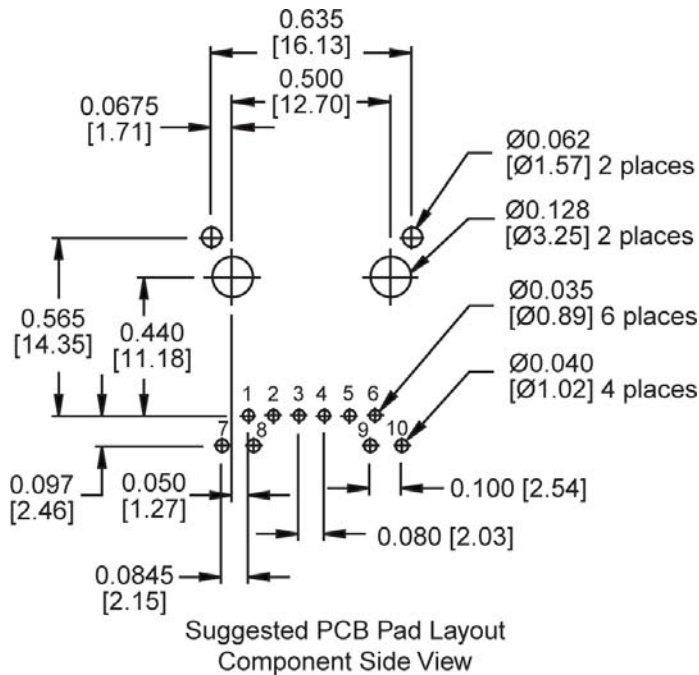 0.635
[16.13]
0.500
[12.70]
0.0675
[1.71]
Ø0.062
[Ø1.57] 2 places
Ø0.128
[Ø3.25] 2 places
0.565
[14.35]
0.440
[11.18]
Ø0.035
[Ø0.89] 6 places
Ø0.040
[Ø1.02] 4 places
1 2 3 4 5 6
7 8 9 10
0.097
[2.46]
0.050
[1.27]
0.100 [2.54]
0.080 [2.03]
0.0845
[2.15]
Suggested PCB Pad Layout
Component Side View